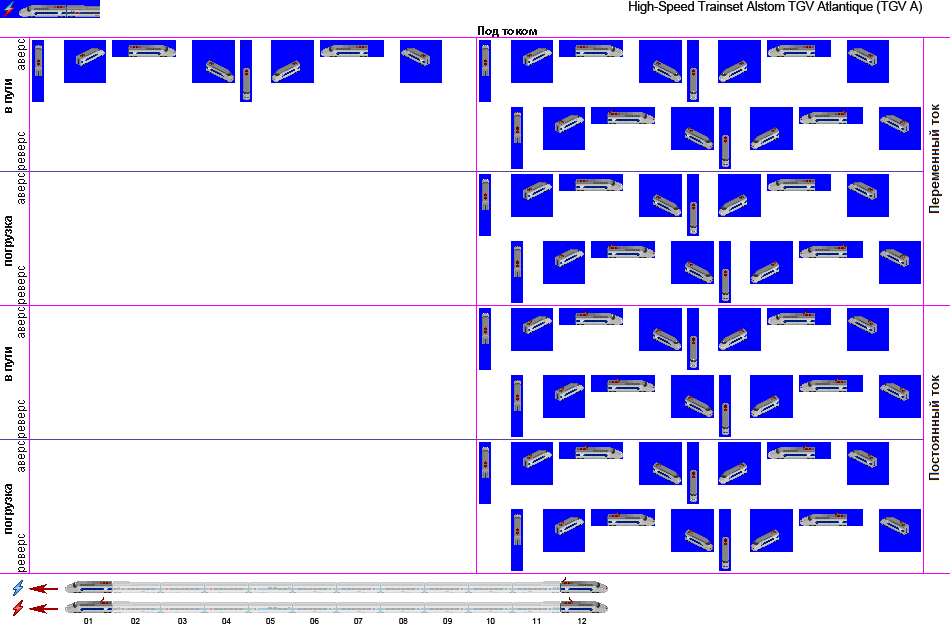 High-Speed Trainset Alstom TGV Atlantique (TGV A)
Под током
аверс
в пути
реверс
Переменный ток
аверс
погрузка
реверс
аверс
в пути
реверс
Постоянный ток
аверс
погрузка
реверс
01 02 03 04 05 06 07 08 09 10 11 12